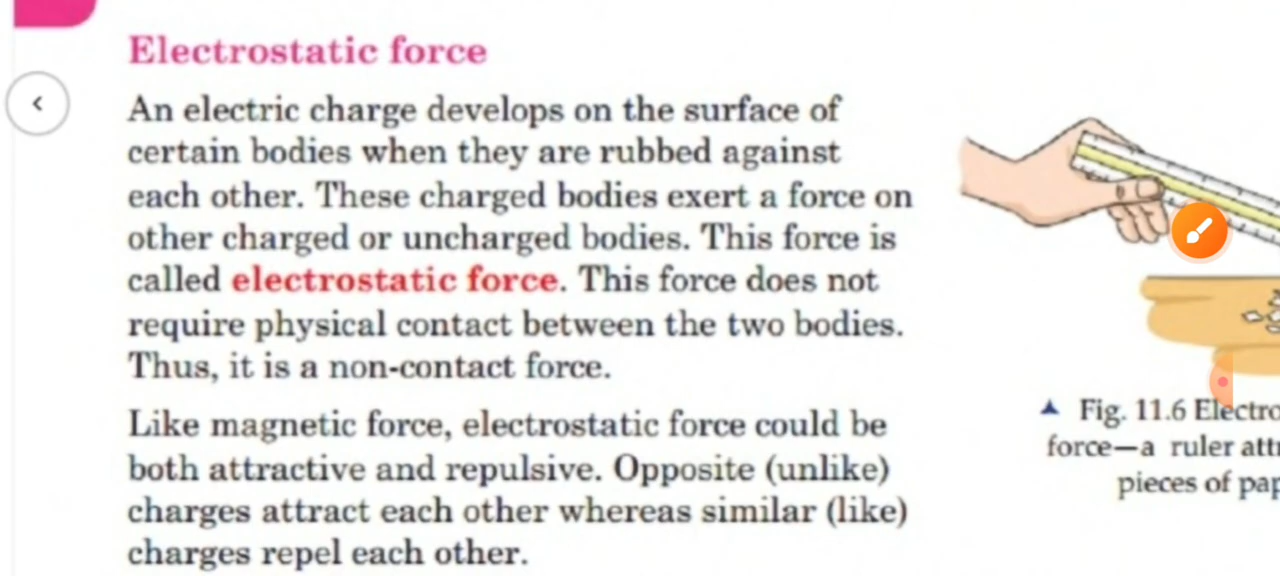 Electrostatic force
An electric charge develops on the surface of
certain bodies when they are rubbed against
each other. These charged bodies exert a force on
other charged or uncharged bodies. This force is
called electrostatic force. This force does not
require physical contact between the two bodies.
Thus, it is a non-contact force.
Like magnetic force, electrostatic force could be
both attractive and repulsive. Opposite (unlike)
charges attract each other whereas similar (like)
charges repel each other.
Fig. 11.6
force—a ruler
pieces of